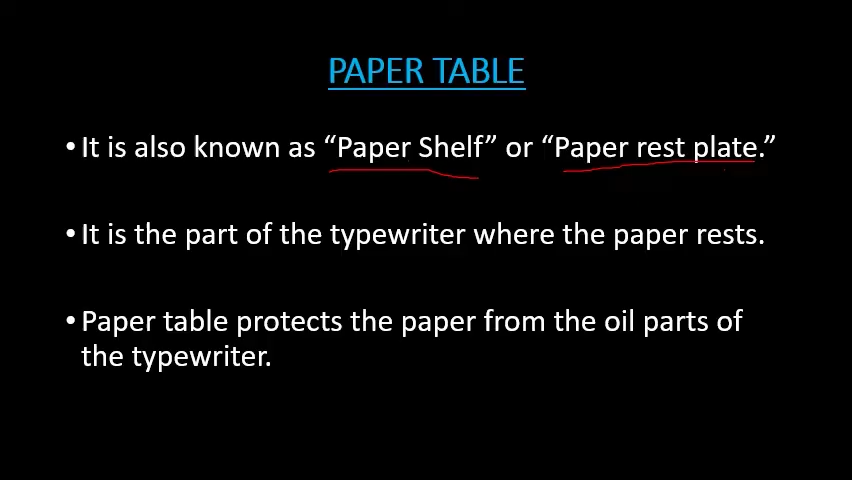 PAPER TABLE
• It is also known as “Paper Shelf” or “Paper rest plate.”
• It is the part of the typewriter where the paper rests.
• Paper table protects the paper from the oil parts of
the typewriter.